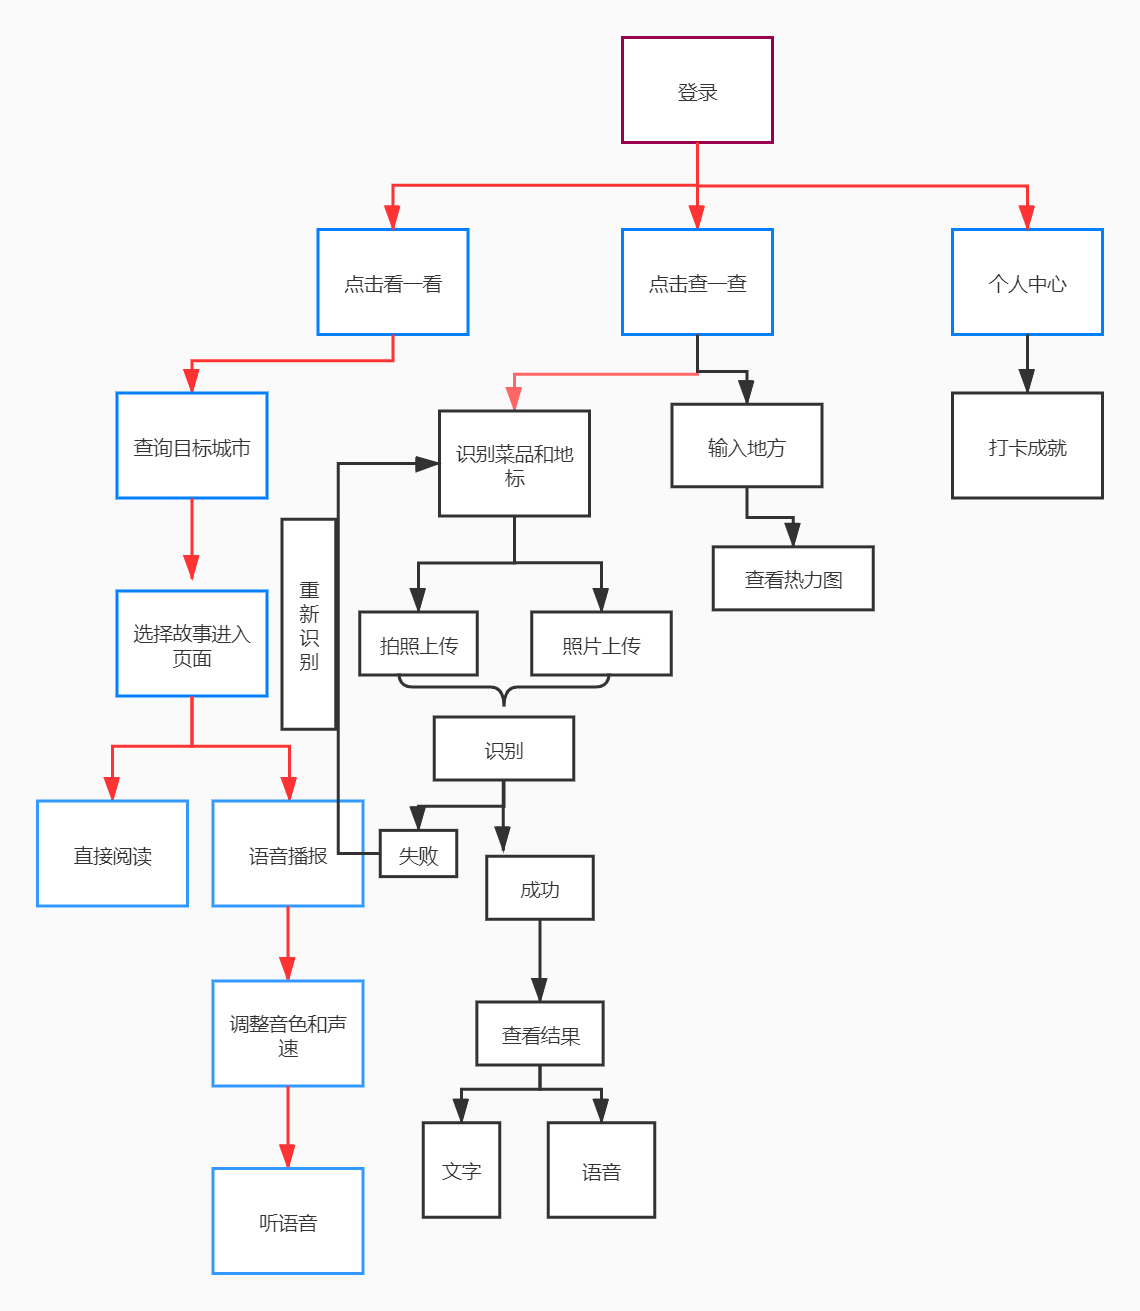 登录
点击看一看
点击查一查
个人中心
查询目标城市
识别菜品和地
标
输入地方
打卡成就
查看热力图
重
新
识
别
选择故事进入
页面
拍照上传
照片上传
识别
直接阅读
语音播报
失败
成功
调整音色和声
速
查看结果
文字
语音
听语音